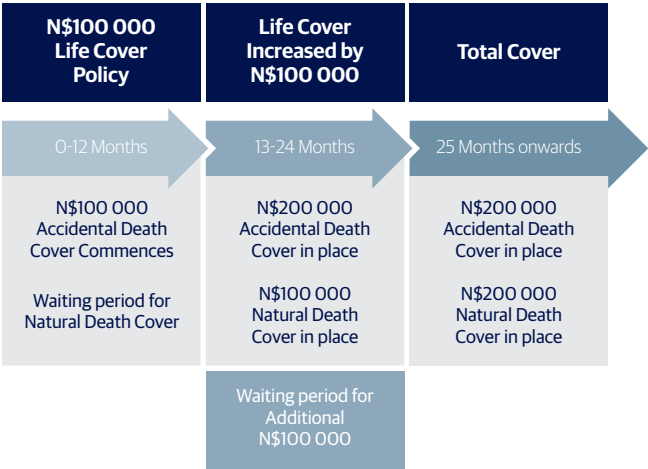 N$100 000
Life Cover
Policy
Life Cover
Increased by
N$100 000
Total Cover
0-12 Months
13-24 Months
25 Months onwards
N$100 000
Accidental Death
Cover Commences
Waiting period for
Natural Death Cover
N$200 000
Accidental Death
Cover in place
N$100 000
Natural Death
Cover in place
N$200 000
Accidental Death
Cover in place
N$200 000
Natural Death
Cover in place
Waiting period for
Additional
N$100 000